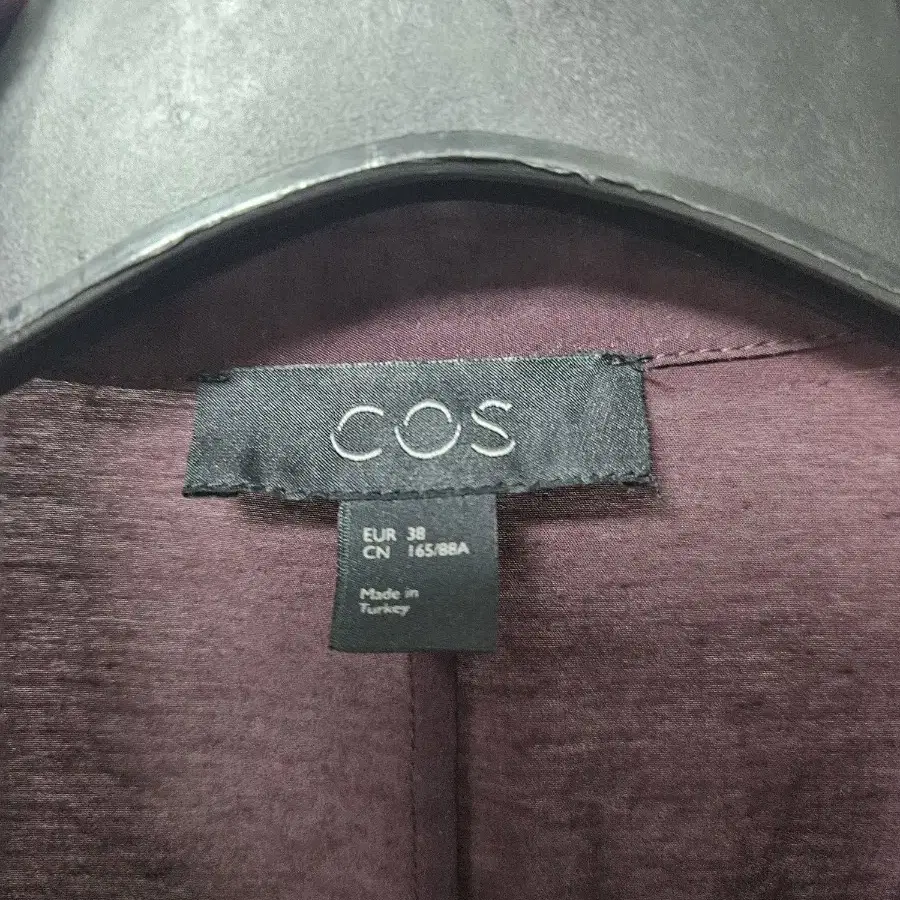 COS
EUR 38
CN 165/88A
Made in
Turkey